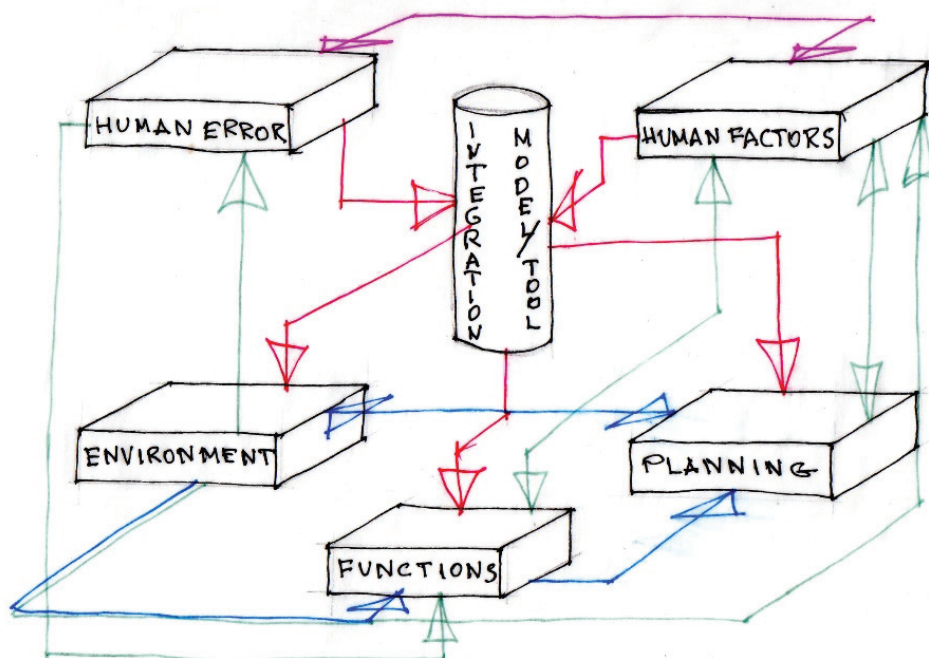 HUMAN ERROR
INTEGRATION
MODEL/TOOL
HUMAN FACTORS
ENVIRONMENT
PLANNING
FUNCTIONS